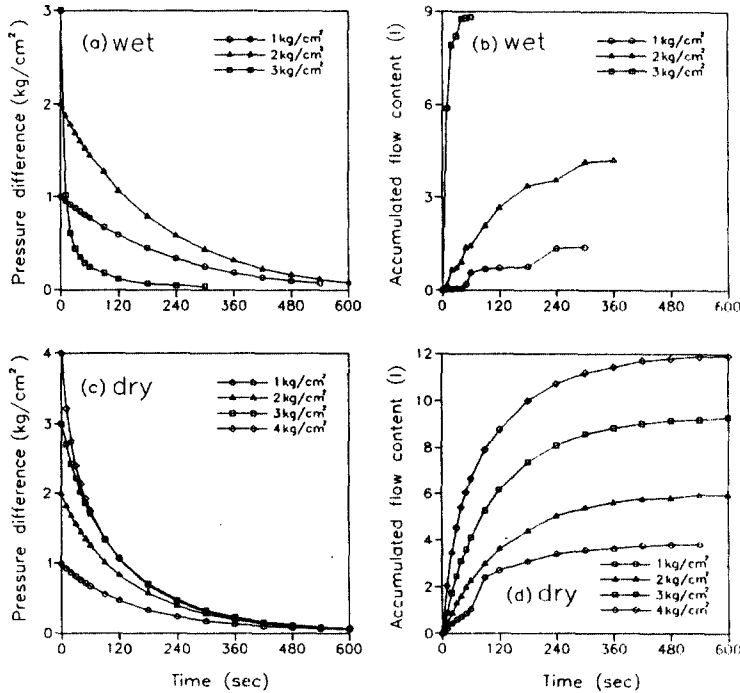 Pressure difference (kg/cm²)
3
2
1
0
(a) wet
1kg/cm²
2kg/cm²
3kg/cm²
0 120 240 360 480 600
Accumulated flow content (l)
9
6
3
0
(b) wet
1kg/cm²
2kg/cm²
3kg/cm²
0 120 240 360 480 600
Pressure difference (kg/cm²)
4
3
2
1
0
(c) dry
1kg/cm²
2kg/cm²
3kg/cm²
4kg/cm²
0 120 240 360 480 600
Time (sec)
Accumulated flow content (l)
12
8
4
0
(d) dry
1kg/cm²
2kg/cm²
3kg/cm²
4kg/cm²
0 120 240 360 480 600
Time (sec)